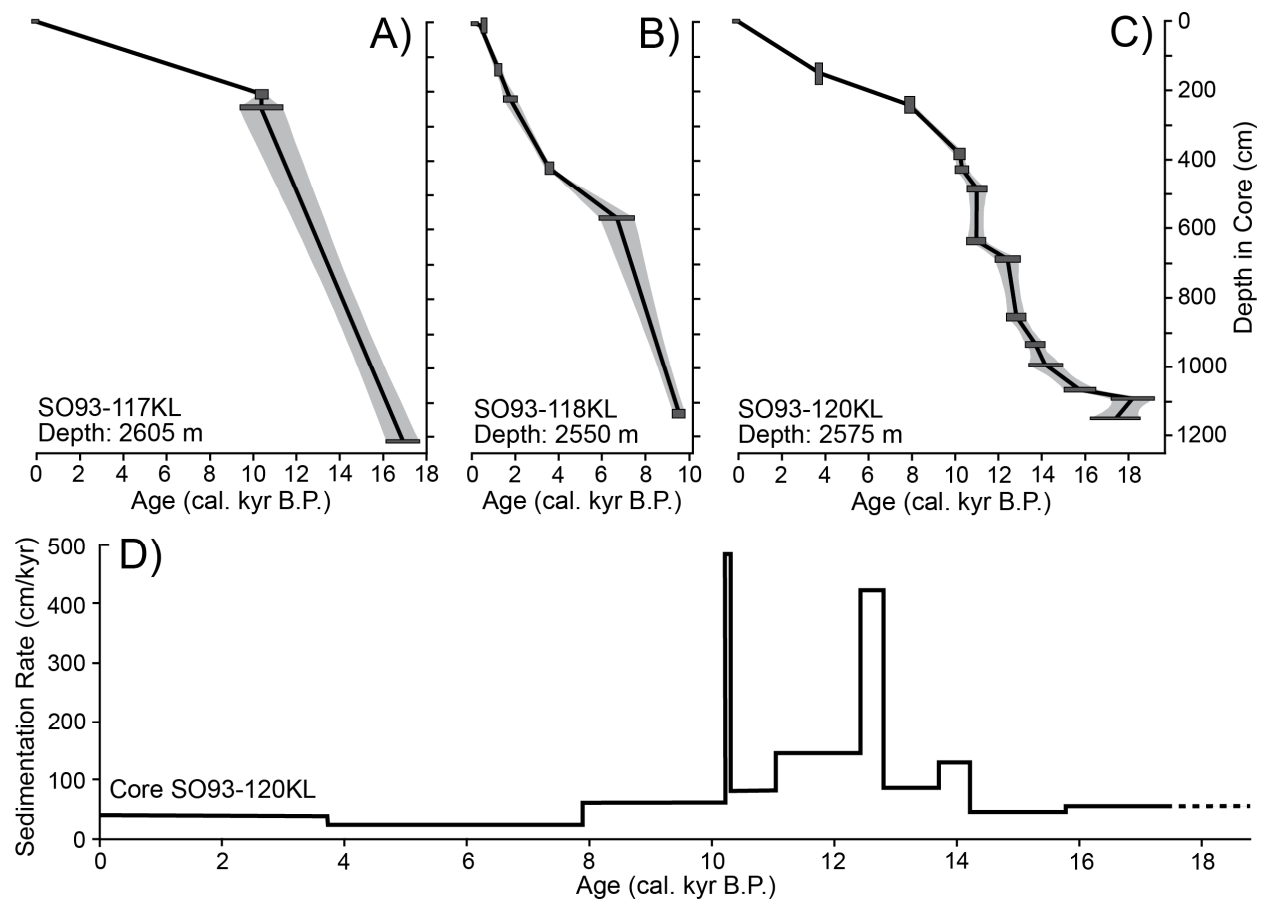 A)
B)
C)
0
200
400
600
800
1000
1200
Depth in Core (cm)
SO93-117KL
Depth: 2605 m
SO93-118KL
Depth: 2550 m
SO93-120KL
Depth: 2575 m
0 2 4 6 8 10 12 14 16 18
0 2 4 6 8 10
0 2 4 6 8 10 12 14 16 18
Age (cal. kyr B.P.)
Age (cal. kyr B.P.)
Age (cal. kyr B.P.)
D)
500
400
300
200
100
0
Sedimentation Rate (cm/kyr)
Core SO93-120KL
0 2 4 6 8 10 12 14 16 18
Age (cal. kyr B.P.)